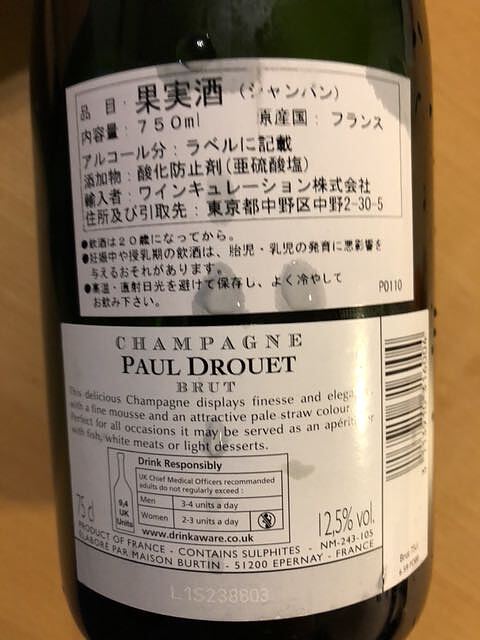 品 目: 果実酒 (シャンパン)
内容量: 750ml 原産国: フランス
アルコール分: ラベルに記載
添加物: 酸化防止剤(亜硫酸塩)
輸入者: ワインキュレーション株式会社
住所及び引取先: 東京都中野区中野2-30-5
●飲酒は20歳になってから。
●妊娠中や授乳期の飲酒は、胎児・乳児の発育に悪影響を
与えるおそれがあります。
●高温・直射日光を避けて保存し、よく冷やして
お飲み下さい。
P0110
CHAMPAGNE
PAUL DROUET
BRUT
This delicious Champagne displays finesse and
with a fine mousse and an attractive pale straw colour
Perfect for all occasions it may be served as an
with fish, white meats or light desserts.
Drink Responsibly
UK Chief Medical Officers recommanded
adults do not regularly exceed :
Men 3-4 units a day
Women 2-3 units a day
www.drinkaware.co.uk
9,4
UK
Units
75 cl
12,5% vol.
NM-243-105
PRODUCT OF FRANCE - CONTAINS SULPHITES -
ÉLABORÉ PAR MAISON BURTIN - 51200 EPERNAY - FRANCE
L1S238803